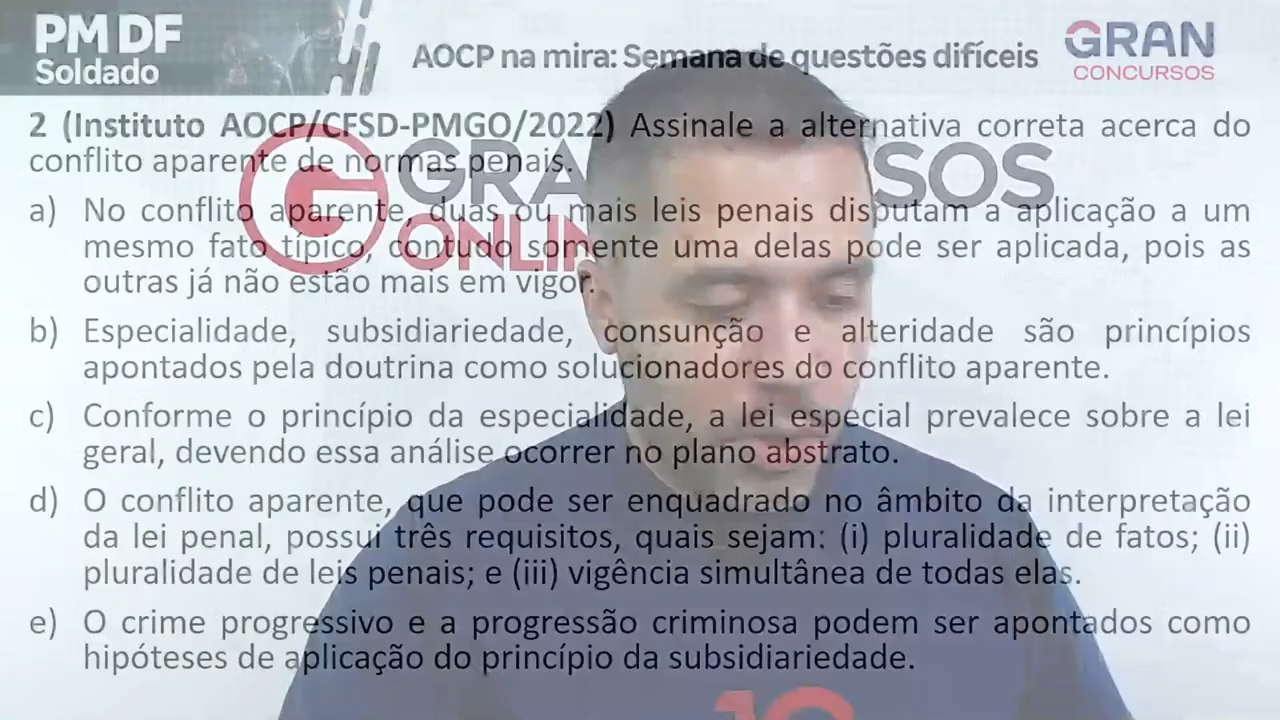 PM DF
Soldado
AOCP na mira: Semana de questões difíceis
GRAN
CONCURSOS
2 (Instituto AOCP/CFSD-PMGO/2022) Assinale a alternativa correta acerca do
conflito aparente de normas penais.
a) No conflito aparente, duas ou mais leis penais disputam a aplicação a um
mesmo fato típico, contudo somente uma delas pode ser aplicada, pois as
outras já não estão mais em vigor.
b) Especialidade, subsidiariedade, consunção e alteridade são princípios
apontados pela doutrina como solucionadores do conflito aparente.
c) Conforme o princípio da especialidade, a lei especial prevalece sobre a lei
geral, devendo essa análise ocorrer no plano abstrato.
d) O conflito aparente, que pode ser enquadrado no âmbito da interpretação
da lei penal, possui três requisitos, quais sejam: (i) pluralidade de fatos; (ii)
pluralidade de leis penais; e (iii) vigência simultânea de todas elas.
e) O crime progressivo e a progressão criminosa podem ser apontados como
hipóteses de aplicação do princípio da subsidiariedade.